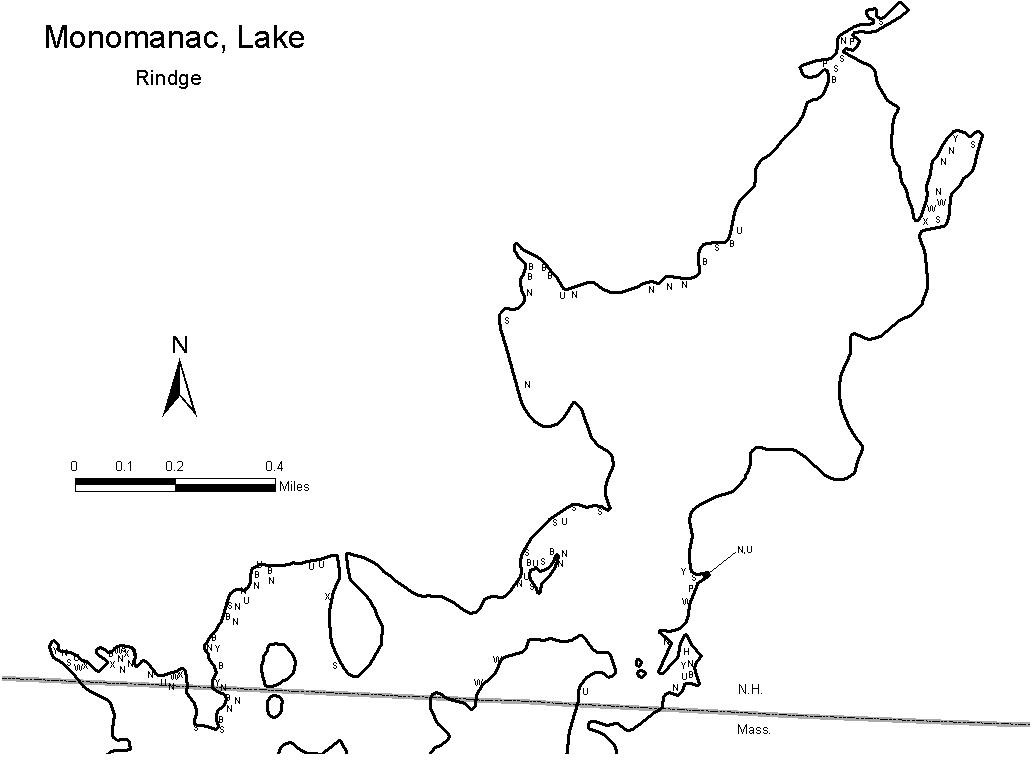 Monomanac, Lake
Rindge
S
N P
S
P S
B
Y
N S
N
N
W W
X S
U
S B
B
B B
B B
N U N N N N
S
N
N
0 0.1 0.2 0.4
Miles
S S
S U
S B N
B U S N
U
N S
N,U
Y S
P
W
N U U
B B
N N
N
U
S N
B N
X
B
N Y
B
S
H
Y N
U B
N
N
S
W X
X N
N N
N
U N
W X
W
W
U
N
B N
N
B
S S
N.H.
Mass.